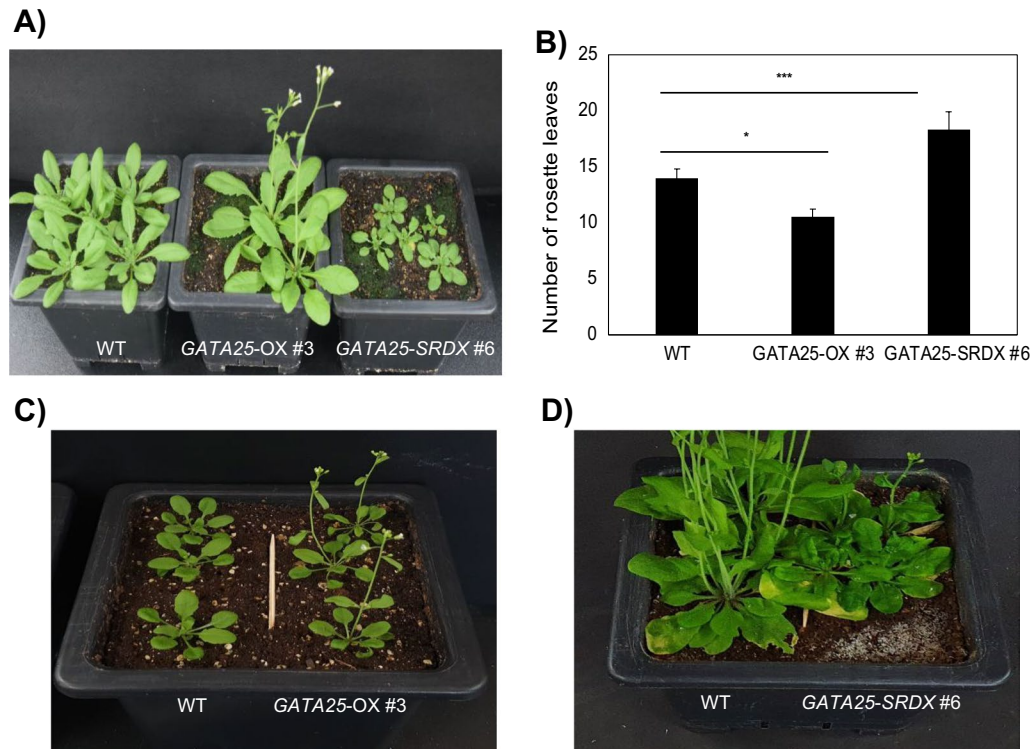 A)
WT
GATA25-OX #3
GATA25-SRDX #6
B)
Number of rosette leaves
25
20
15
10
5
0
***
*
WT
GATA25-OX #3
GATA25-SRDX #6
C)
WT
GATA25-OX #3
D)
WT
GATA25-SRDX #6